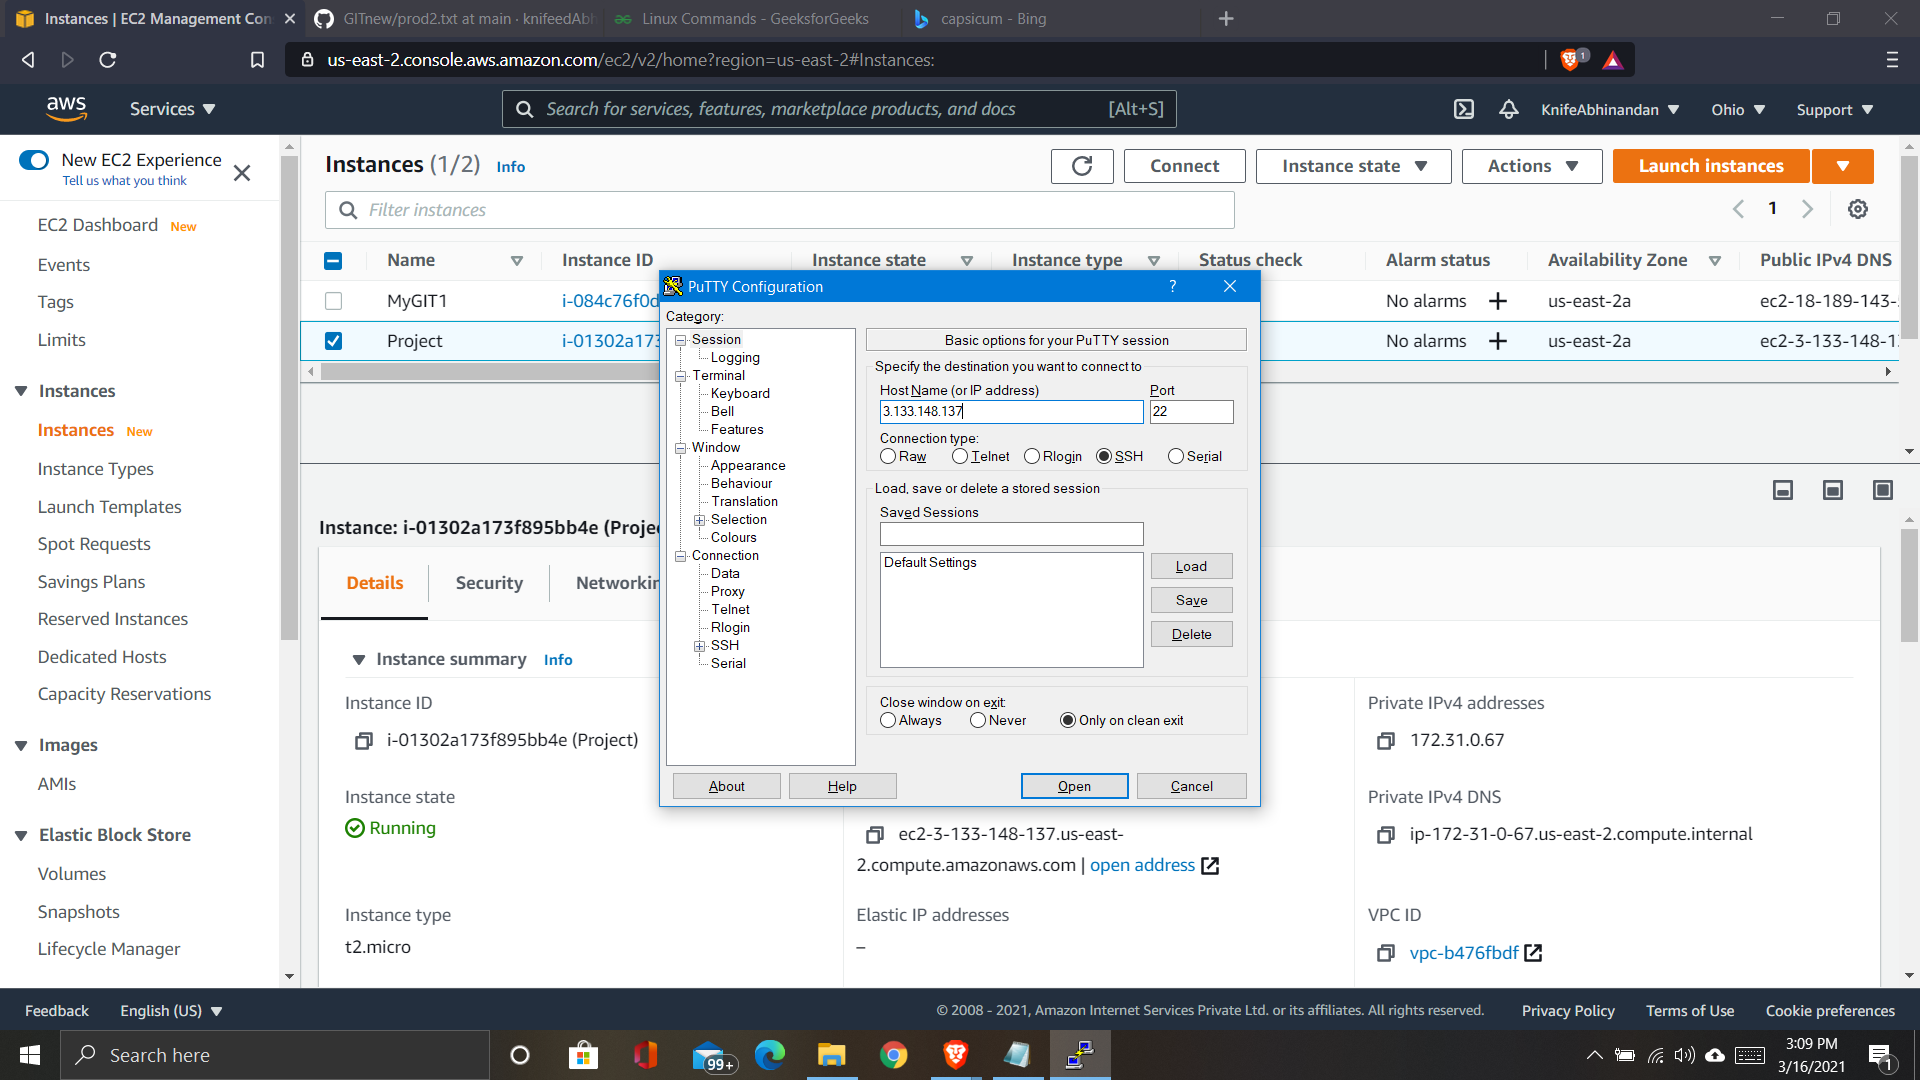 Instances | EC2 Management Con
GITnew/prod2.txt at main · knifeedAbh
Linux Commands - GeeksforGeeks
capsicum - Bing
us-east-2.console.aws.amazon.com/ec2/v2/home?region=us-east-2#Instances:
1
aws
Services
Search for services, features, marketplace products, and docs
[Alt+S]
KnifeAbhinandan
Ohio
Support
New EC2 Experience
Tell us what you think
EC2 Dashboard New
Events
Tags
Limits
Instances
Instances New
Instance Types
Launch Templates
Spot Requests
Savings Plans
Reserved Instances
Dedicated Hosts
Capacity Reservations
Images
AMIs
Elastic Block Store
Volumes
Snapshots
Lifecycle Manager
Instances (1/2) Info
Connect
Instance state
Actions
Launch instances
Filter instances
1
Name
Instance ID
Instance state
Instance type
Status check
Alarm status
Availability Zone
Public IPv4 DNS
MyGIT1
i-084c76f0d
No alarms
us-east-2a
ec2-18-189-143-
Project
i-01302a173
No alarms
us-east-2a
ec2-3-133-148-1
PuTTY Configuration
?
Category:
Session
Logging
Terminal
Keyboard
Bell
Features
Window
Appearance
Behaviour
Translation
Selection
Colours
Connection
Data
Proxy
Telnet
Rlogin
SSH
Serial
Basic options for your PuTTY session
Specify the destination you want to connect to
Host Name (or IP address)
Port
3.133.148.137
22
Connection type:
Raw
Telnet
Rlogin
SSH
Serial
Load, save or delete a stored session
Saved Sessions
Default Settings
Load
Save
Delete
Close window on exit:
Always
Never
Only on clean exit
About
Help
Open
Cancel
Instance: i-01302a173f895bb4e (Projec
Details
Security
Networkin
Instance summary Info
Instance ID
i-01302a173f895bb4e (Project)
Instance state
Running
Instance type
t2.micro
ec2-3-133-148-137.us-east-
2.compute.amazonaws.com | open address
Elastic IP addresses
–
Private IPv4 addresses
172.31.0.67
Private IPv4 DNS
ip-172-31-0-67.us-east-2.compute.internal
VPC ID
vpc-b476fbdf
Feedback
English (US)
© 2008 - 2021, Amazon Internet Services Private Ltd. or its affiliates. All rights reserved.
Privacy Policy
Terms of Use
Cookie preferences
Search here
99+
3:09 PM
3/16/2021
1